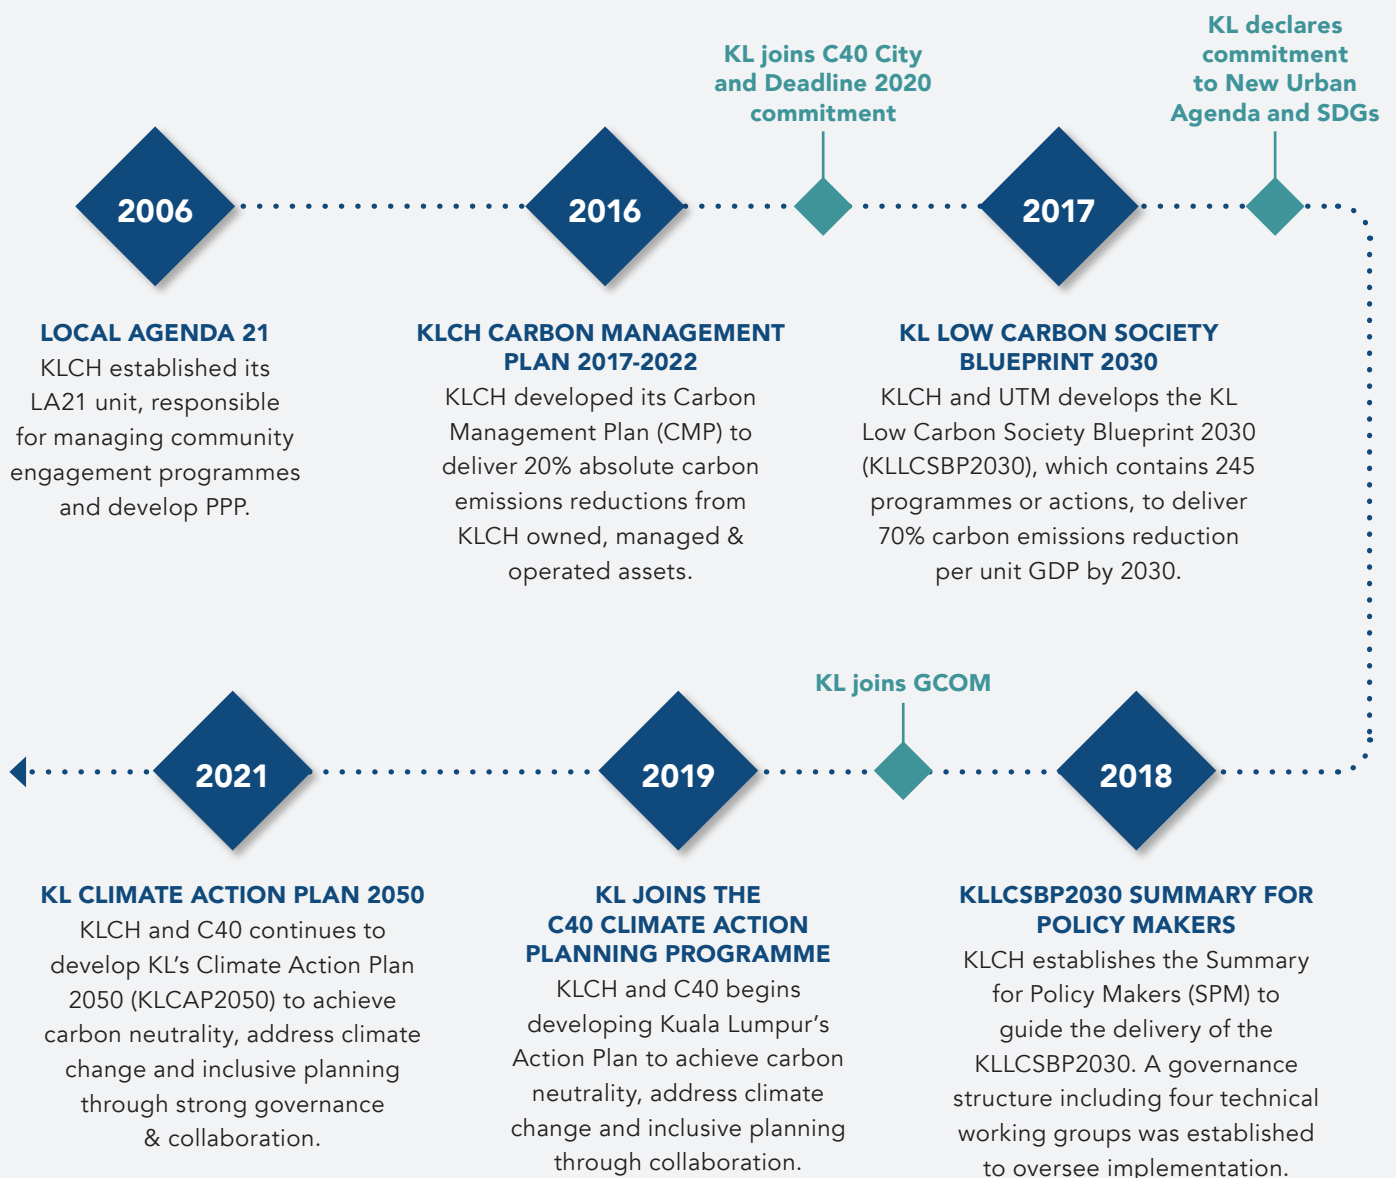 KL joins C40 City
and Deadline 2020
commitment
KL declares
commitment
to New Urban
Agenda and SDGs
2006
2016
2017
LOCAL AGENDA 21
KLCH established its
LA21 unit, responsible
for managing community
engagement programmes
and develop PPP.
KLCH CARBON MANAGEMENT
PLAN 2017-2022
KLCH developed its Carbon
Management Plan (CMP) to
deliver 20% absolute carbon
emissions reductions from
KLCH owned, managed &
operated assets.
KL LOW CARBON SOCIETY
BLUEPRINT 2030
KLCH and UTM develops the KL
Low Carbon Society Blueprint 2030
(KLLCSBP2030), which contains 245
programmes or actions, to deliver
70% carbon emissions reduction
per unit GDP by 2030.
KL joins GCOM
2018
2019
2021
KLLCSBP2030 SUMMARY FOR
POLICY MAKERS
KLCH establishes the Summary
for Policy Makers (SPM) to
guide the delivery of the
KLLCSBP2030. A governance
structure including four technical
working groups was established
to oversee implementation.
KL JOINS THE
C40 CLIMATE ACTION
PLANNING PROGRAMME
KLCH and C40 begins
developing Kuala Lumpur's
Action Plan to achieve carbon
neutrality, address climate
change and inclusive planning
through collaboration.
KL CLIMATE ACTION PLAN 2050
KLCH and C40 continues to
develop KL's Climate Action Plan
2050 (KLCAP2050) to achieve
carbon neutrality, address climate
change and inclusive planning
through strong governance
& collaboration.